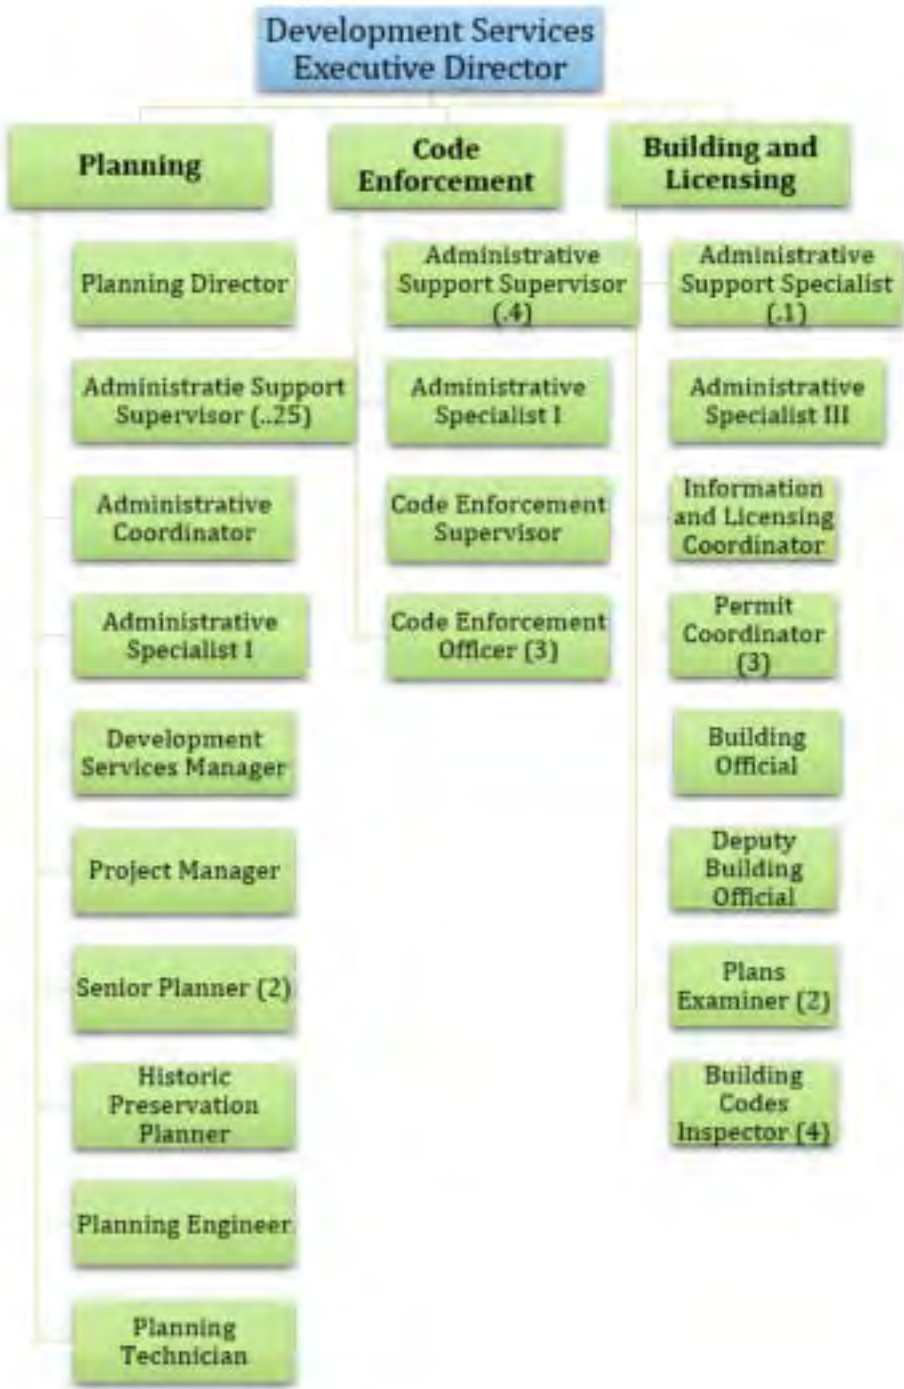 Development Services
Executive Director
Planning
Code
Enforcement
Building and
Licensing
Planning Director
Administratie Support
Supervisor (..25)
Administrative
Coordinator
Administrative
Specialist I
Development
Services Manager
Project Manager
Senior Planner (2)
Historic
Preservation
Planner
Planning Engineer
Planning
Technician
Administrative
Support Supervisor
(.4)
Administrative
Specialist I
Code Enforcement
Supervisor
Code Enforcement
Officer (3)
Administrative
Support Specialist
(.1)
Administrative
Specialist III
Information
and Licensing
Coordinator
Permit
Coordinator
(3)
Building
Official
Deputy
Building
Official
Plans
Examiner (2)
Building
Codes
Inspector (4)